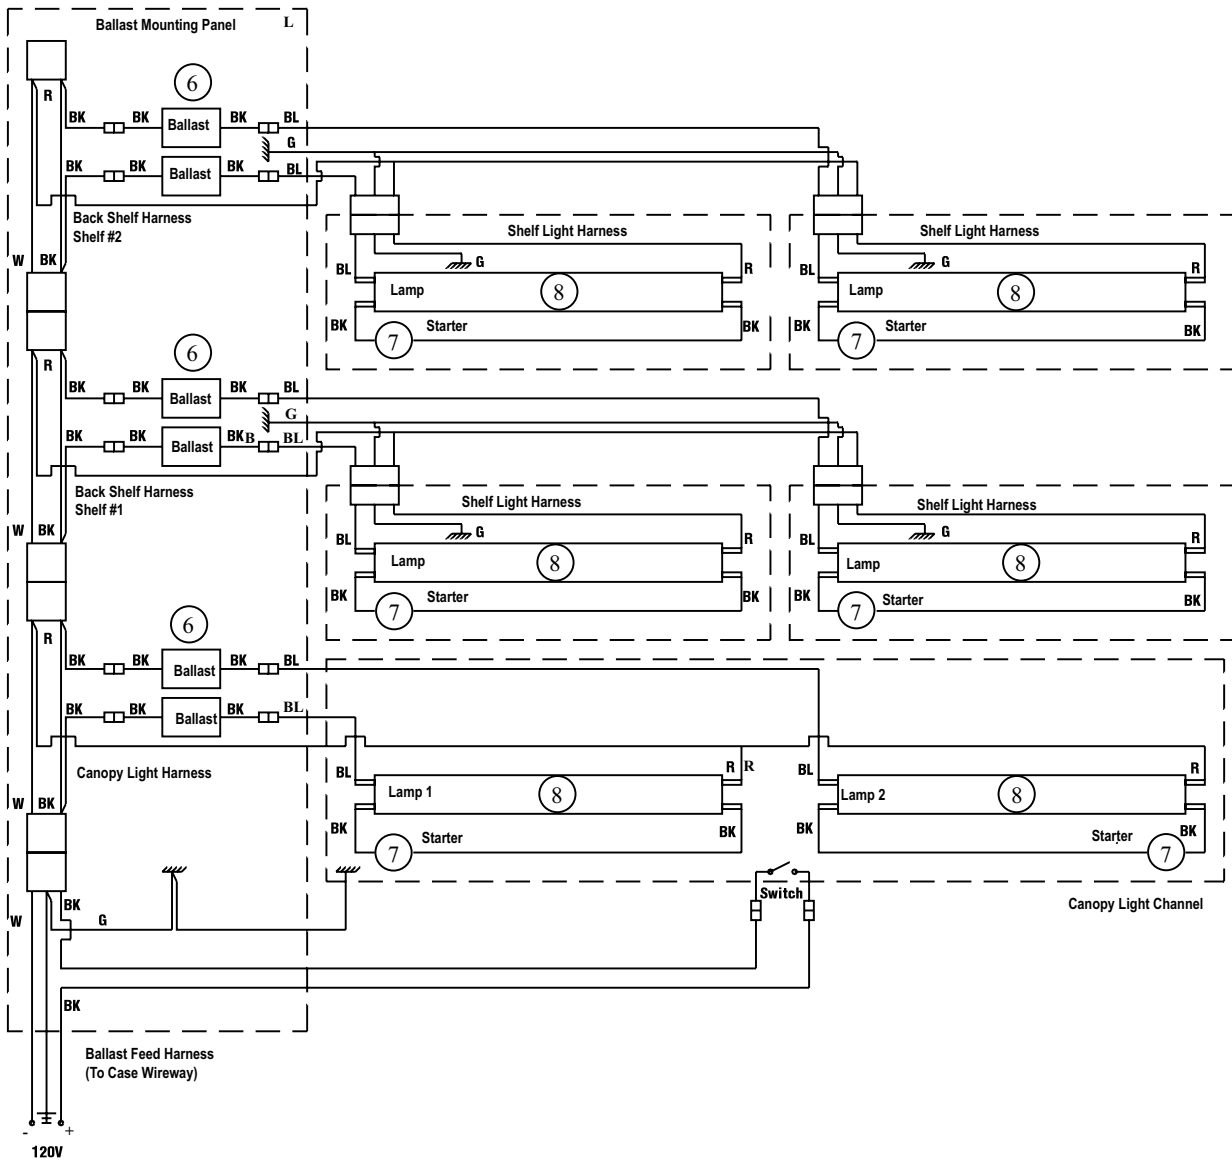 Ballast Mounting Panel L
6
R
BK BK Ballast BK BL
G
BK BK Ballast BK BL
Back Shelf Harness
Shelf #2
Shelf Light Harness Shelf Light Harness
W BK
BL G R BL G R
Lamp 8 Lamp 8
BK 7 Starter BK BK 7 Starter BK
6
R
BK BK Ballast BK BL
G
BK BK Ballast BK B BL
Back Shelf Harness
Shelf #1
Shelf Light Harness Shelf Light Harness
W BK
BL G R BL G R
Lamp 8 Lamp 8
BK 7 Starter BK BK 7 Starter BK
6
R
BK BK Ballast BK BL
BK BK Ballast BK BL
Canopy Light Harness
BL R R BL R
W BK
Lamp 1 8 Lamp 2 8
BK 7 Starter BK BK Starter 7 BK
Switch
BK
W G
Canopy Light Channel
BK
Ballast Feed Harness
(To Case Wireway)
- +
120V